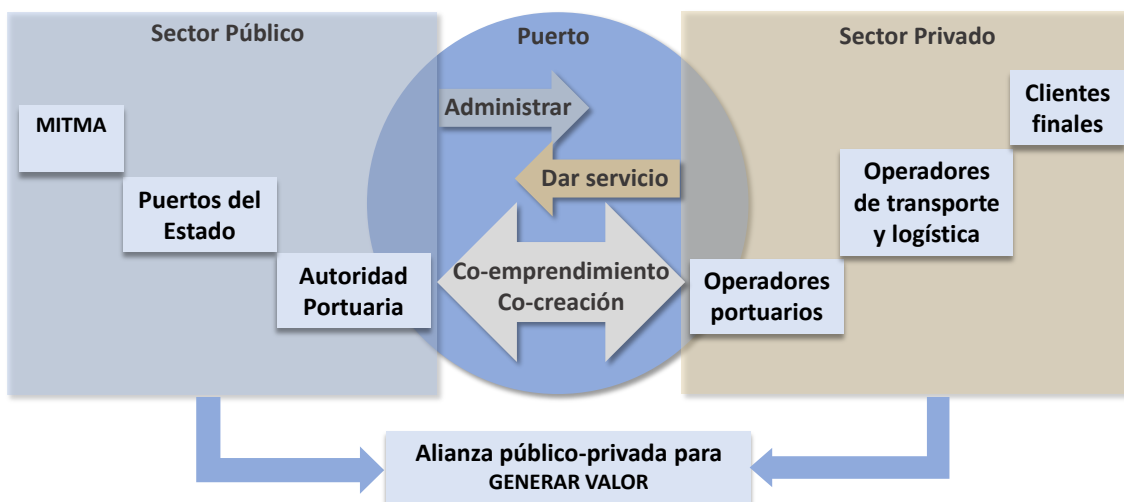 Sector Público
Puerto
Sector Privado
MITMA
Puertos del
Estado
Autoridad
Portuaria
Administrar
Dar servicio
Co-emprendimiento
Co-creación
Clientes
finales
Operadores
de transporte
y logística
Operadores
portuarios
Alianza público-privada para
GENERAR VALOR